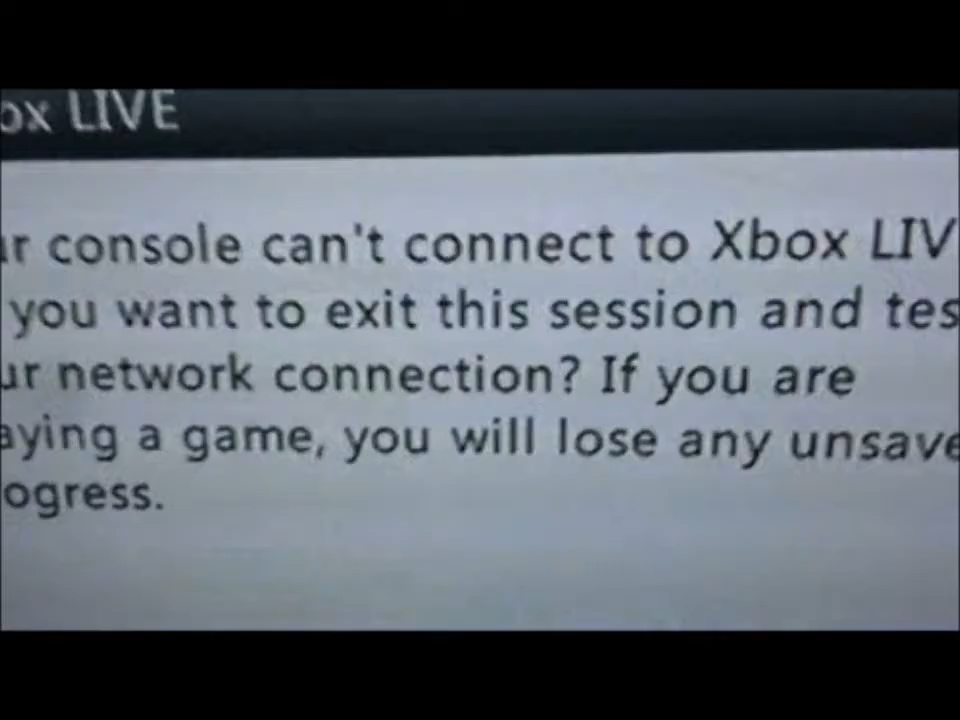 ox LIVE
ur console can't connect to Xbox LIV
you want to exit this session and tes
ur network connection? If you are
aying a game, you will lose any unsave
ogress.